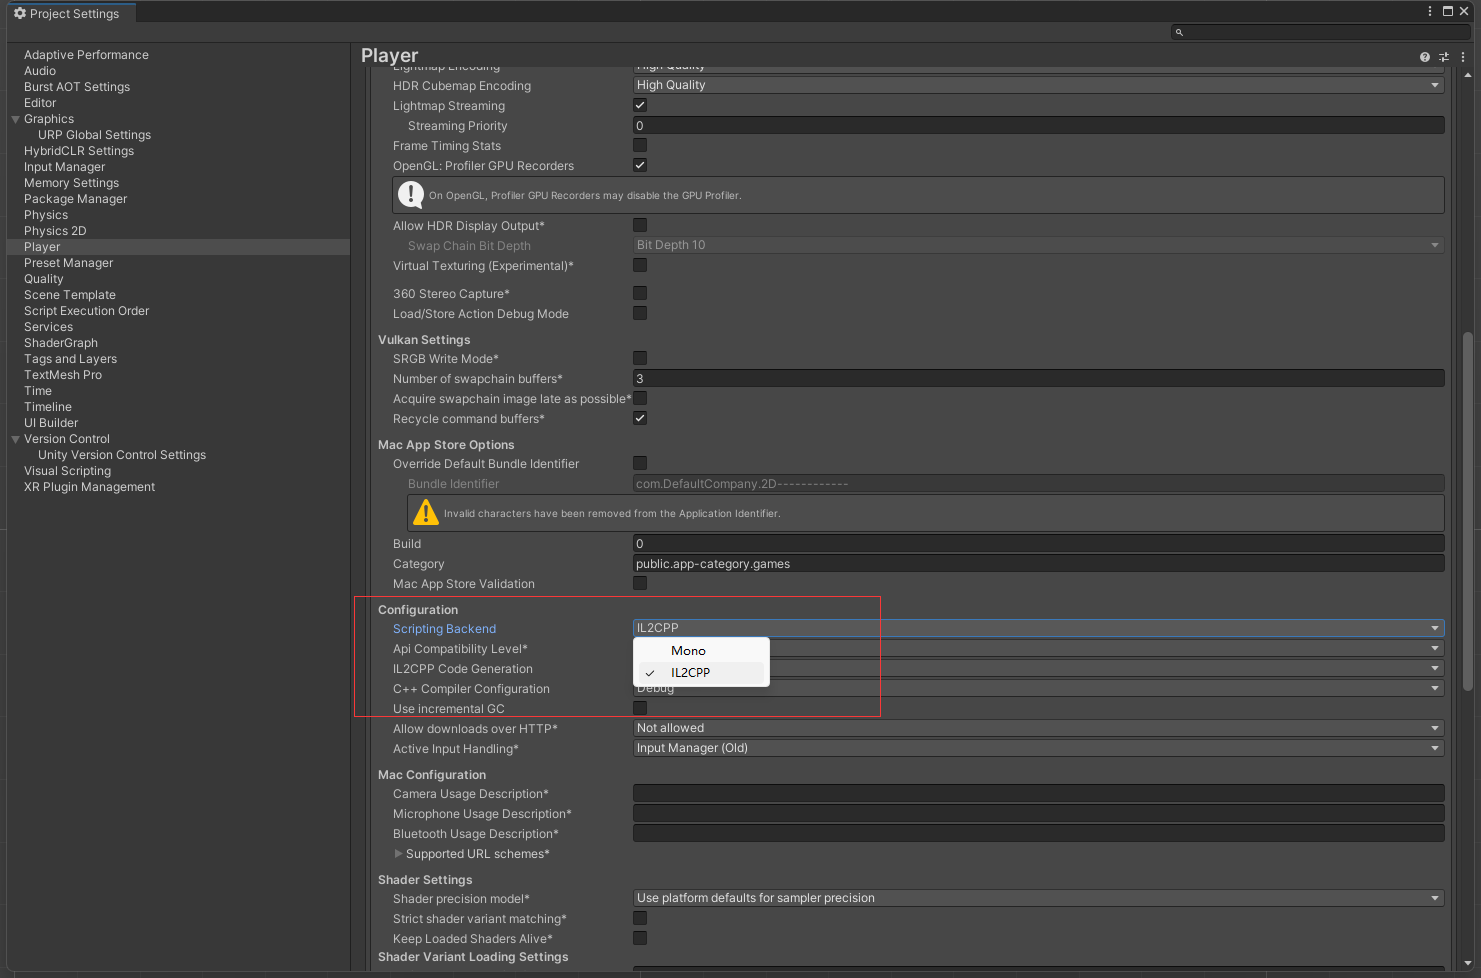 Project Settings
Adaptive Performance
Audio
Burst AOT Settings
Editor
Graphics
URP Global Settings
HybridCLR Settings
Input Manager
Memory Settings
Package Manager
Physics
Physics 2D
Player
Preset Manager
Quality
Scene Template
Script Execution Order
Services
ShaderGraph
Tags and Layers
TextMesh Pro
Time
Timeline
UI Builder
Version Control
Unity Version Control Settings
Visual Scripting
XR Plugin Management
Player
Lightmap Encoding High Quality
HDR Cubemap Encoding High Quality
Lightmap Streaming
Streaming Priority 0
Frame Timing Stats
OpenGL: Profiler GPU Recorders
On OpenGL, Profiler GPU Recorders may disable the GPU Profiler.
Allow HDR Display Output*
Swap Chain Bit Depth Bit Depth 10
Virtual Texturing (Experimental)*
360 Stereo Capture*
Load/Store Action Debug Mode
Vulkan Settings
SRGB Write Mode*
Number of swapchain buffers* 3
Acquire swapchain image late as possible*
Recycle command buffers*
Mac App Store Options
Override Default Bundle Identifier
Bundle Identifier com.DefaultCompany.2D------------
Invalid characters have been removed from the Application Identifier.
Build 0
Category public.app-category.games
Mac App Store Validation
Configuration
Scripting Backend IL2CPP
Api Compatibility Level* Mono
IL2CPP Code Generation IL2CPP
C++ Compiler Configuration Debug
Use incremental GC
Allow downloads over HTTP* Not allowed
Active Input Handling* Input Manager (Old)
Mac Configuration
Camera Usage Description*
Microphone Usage Description*
Bluetooth Usage Description*
Supported URL schemes*
Shader Settings
Shader precision model* Use platform defaults for sampler precision
Strict shader variant matching*
Keep Loaded Shaders Alive*
Shader Variant Loading Settings